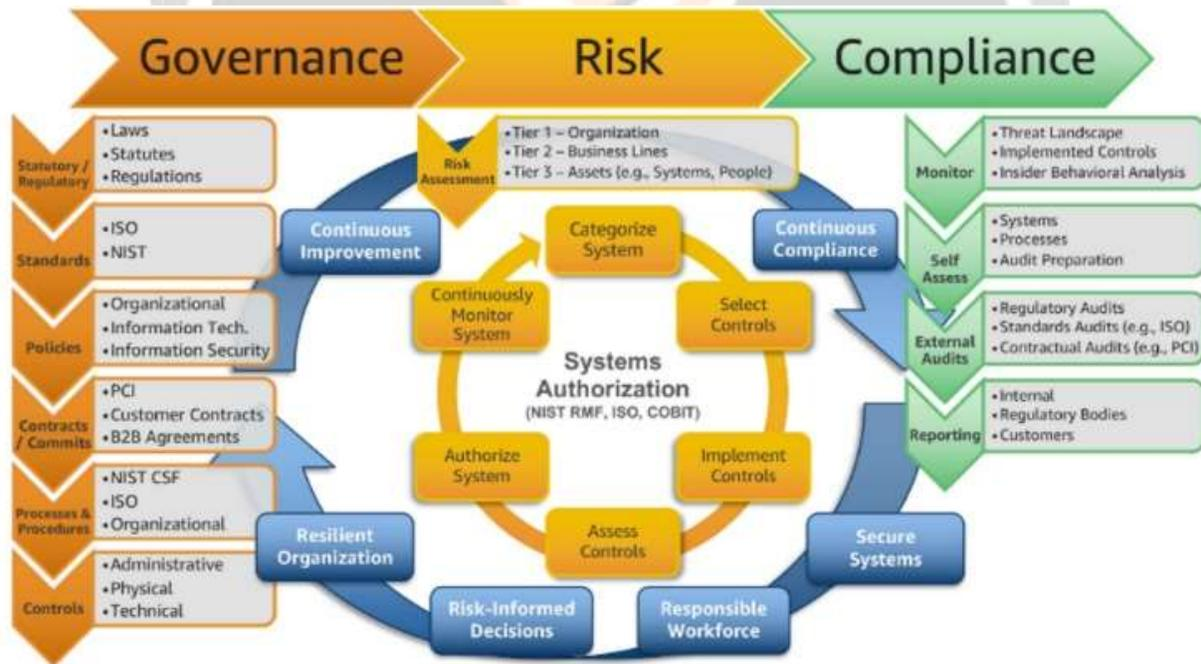 Governance
Risk
Compliance
Statutory /
Regulatory
•Laws
•Statutes
•Regulations
Standards
•ISO
•NIST
Policies
•Organizational
•Information Tech.
•Information Security
Contracts
/ Commits
•PCI
•Customer Contracts
•B2B Agreements
Processes &
Procedures
•NIST CSF
•ISO
•Organizational
Controls
•Administrative
•Physical
•Technical
Risk
Assessment
•Tier 1 – Organization
•Tier 2 – Business Lines
•Tier 3 – Assets (e.g., Systems, People)
Continuous
Improvement
Continuous
Compliance
Categorize
System
Continuously
Monitor
System
Select
Controls
Systems
Authorization
(NIST RMF, ISO, COBIT)
Authorize
System
Implement
Controls
Assess
Controls
Resilient
Organization
Secure
Systems
Risk-Informed
Decisions
Responsible
Workforce
Monitor
•Threat Landscape
•Implemented Controls
•Insider Behavioral Analysis
Self
Assess
•Systems
•Processes
•Audit Preparation
External
Audits
•Regulatory Audits
•Standards Audits (e.g., ISO)
•Contractual Audits (e.g., PCI)
Reporting
•Internal
•Regulatory Bodies
•Customers